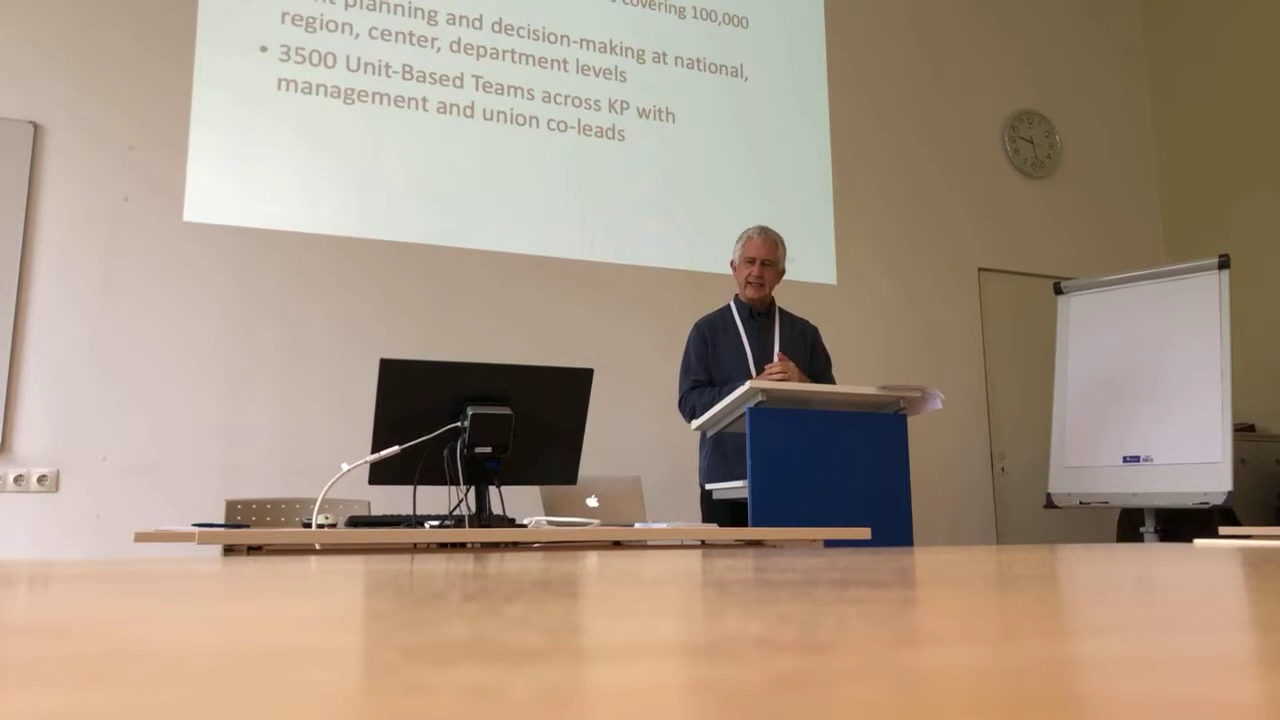 covering 100,000
planning and decision-making at national,
region, center, department levels
• 3500 Unit-Based Teams across KP with
management and union co-leads